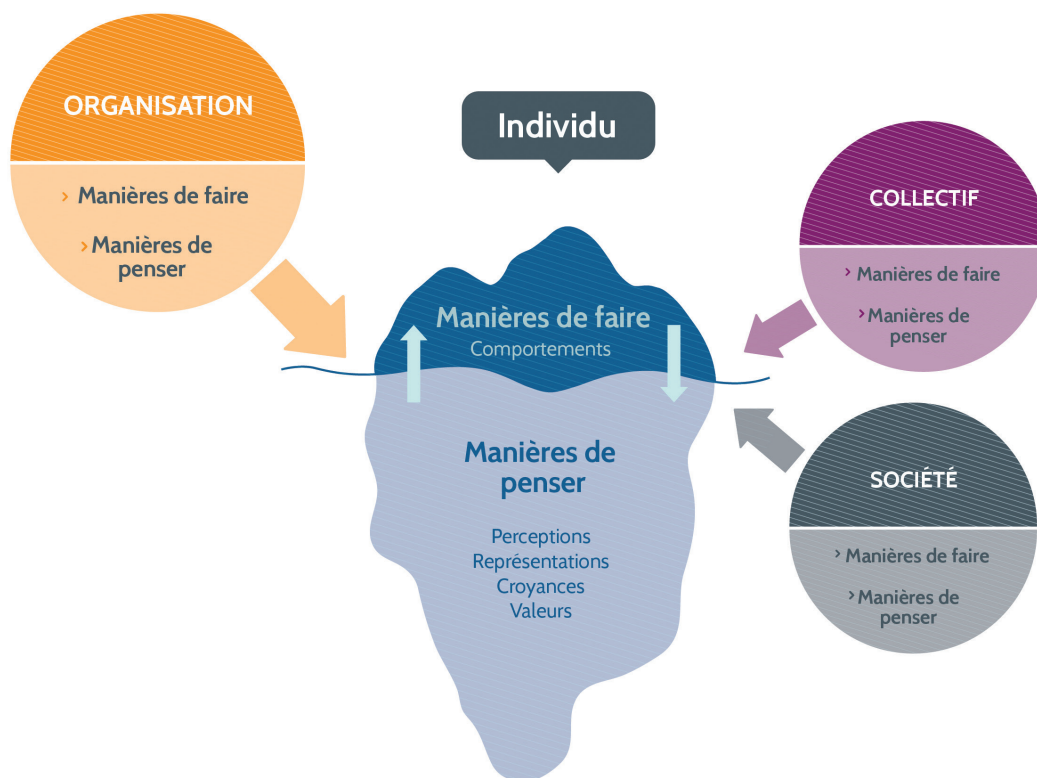 ORGANISATION
› Manières de faire
› Manières de
penser
Individu
COLLECTIF
› Manières de faire
› Manières de
penser
Manières de faire
Comportements
Manières de
penser
Perceptions
Représentations
Croyances
Valeurs
SOCIÉTÉ
› Manières de faire
› Manières de
penser